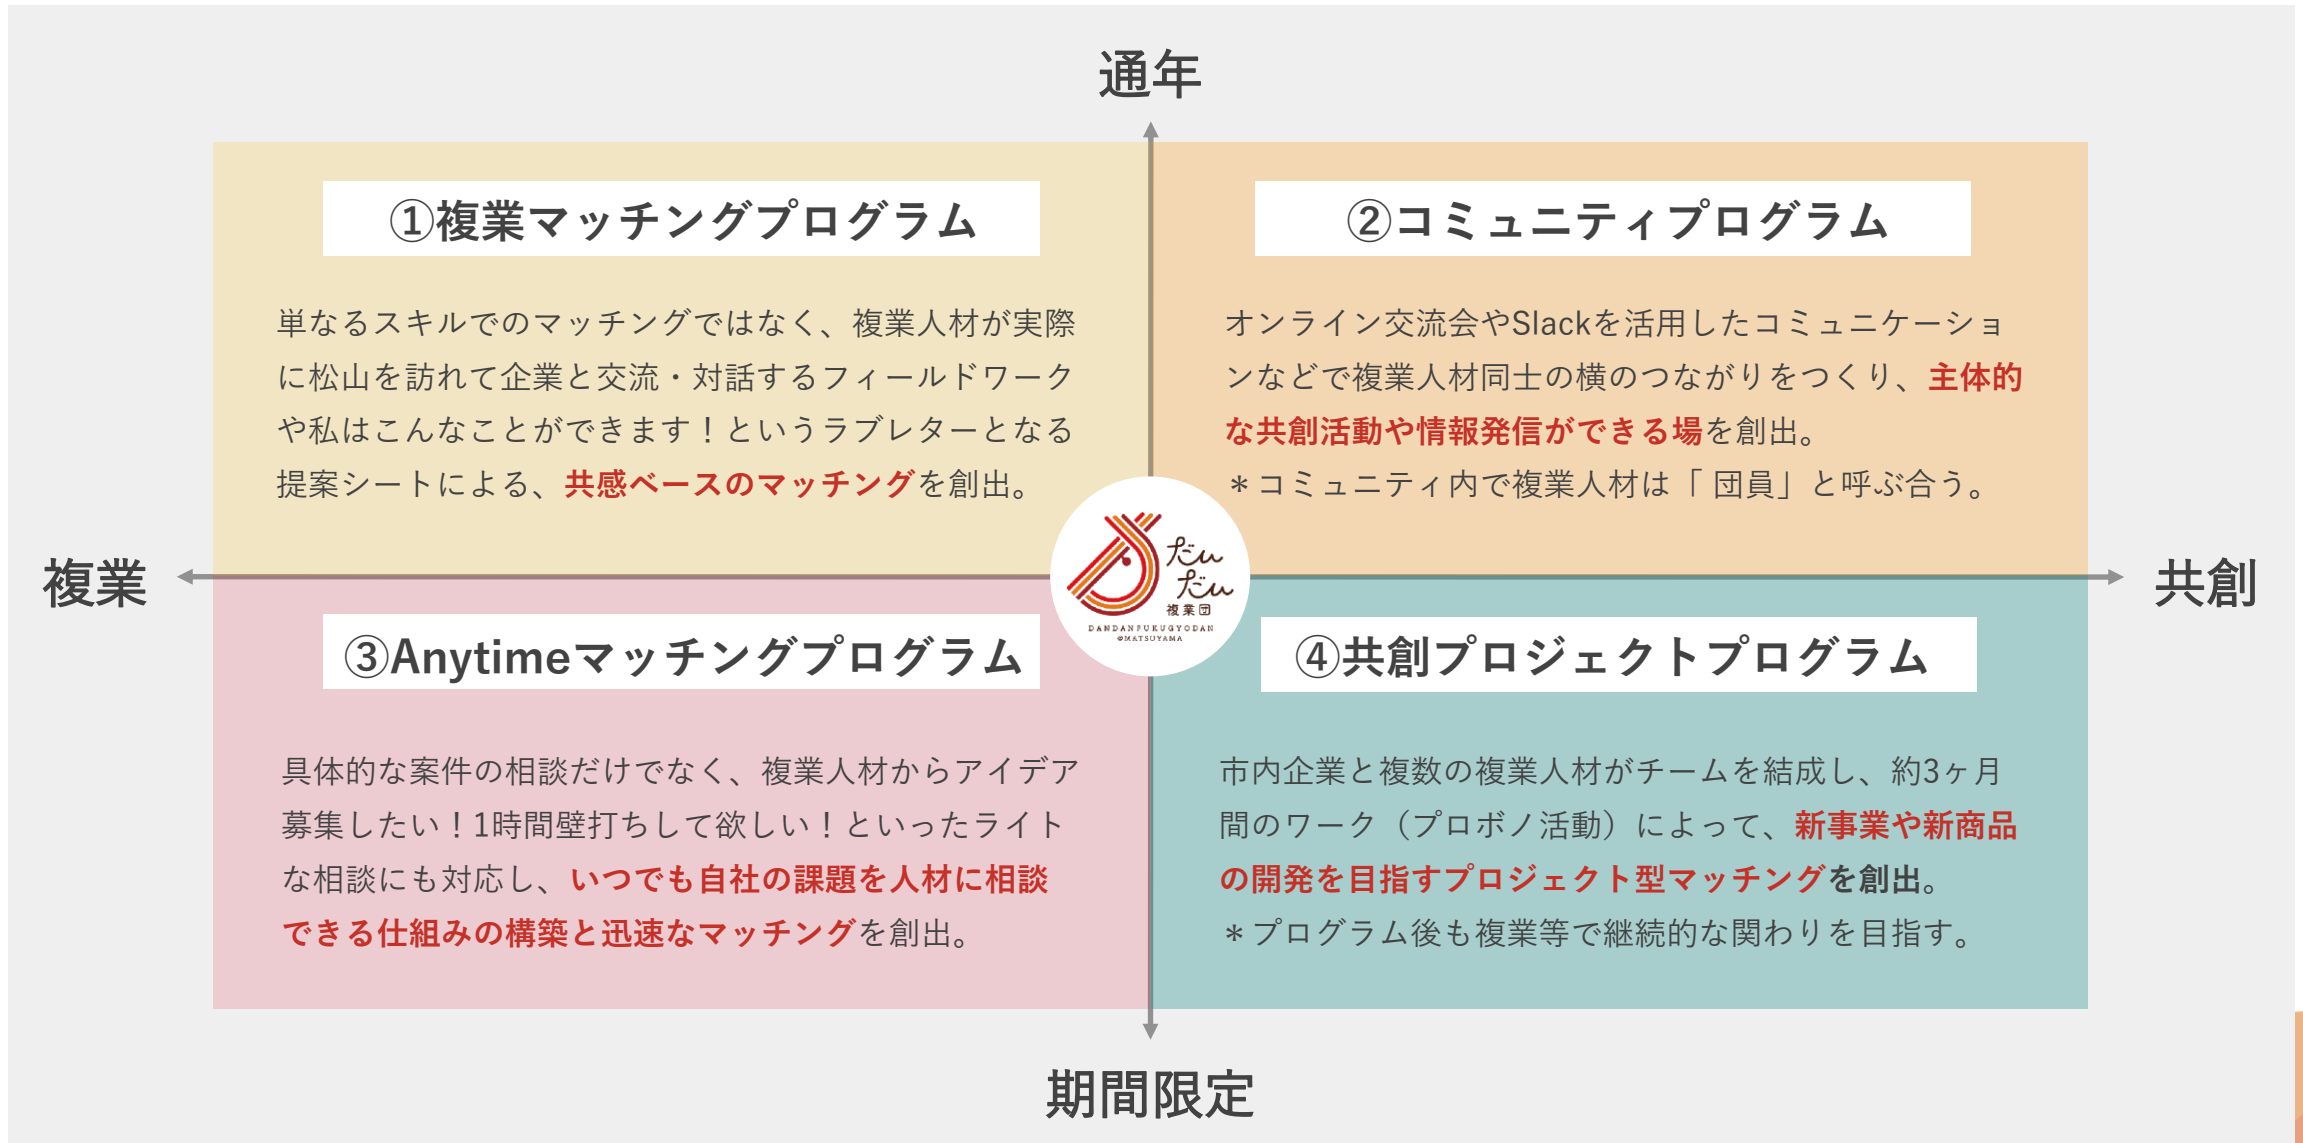 通年
①複業マッチングプログラム
単なるスキルでのマッチングではなく、複業人材が実際
に松山を訪れて企業と交流・対話するフィールドワーク
や私はこんなことができます！というラブレターとなる
提案シートによる、共感ベースのマッチングを創出。
②コミュニティプログラム
オンライン交流会やSlackを活用したコミュニケーショ
ンなどで複業人材同士の横のつながりをつくり、主体的
な共創活動や情報発信ができる場を創出。
＊コミュニティ内で複業人材は「 団員」と呼ぶ合う。
複業
だん
だん
複業団
DANDANFUKUGYODAN
@MATSUYAMA
共創
③Anytimeマッチングプログラム
具体的な案件の相談だけでなく、複業人材からアイデア
募集したい！1時間壁打ちして欲しい！といったライト
な相談にも対応し、いつでも自社の課題を人材に相談
できる仕組みの構築と迅速なマッチングを創出。
④共創プロジェクトプログラム
市内企業と複数の複業人材がチームを結成し、約3ヶ月
間のワーク（プロボノ活動）によって、新事業や新商品
の開発を目指すプロジェクト型マッチングを創出。
＊プログラム後も複業等で継続的な関わりを目指す。
期間限定